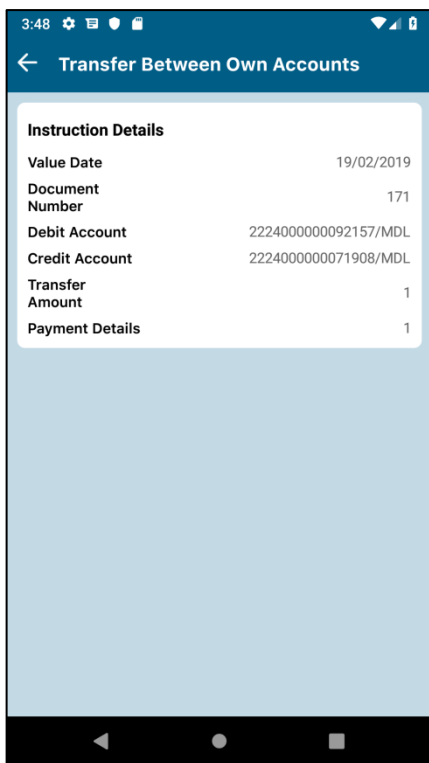 3:48
Transfer Between Own Accounts
Instruction Details
Value Date 19/02/2019
Document
Number 171
Debit Account 2224000000092157/MDL
Credit Account 2224000000071908/MDL
Transfer
Amount 1
Payment Details 1